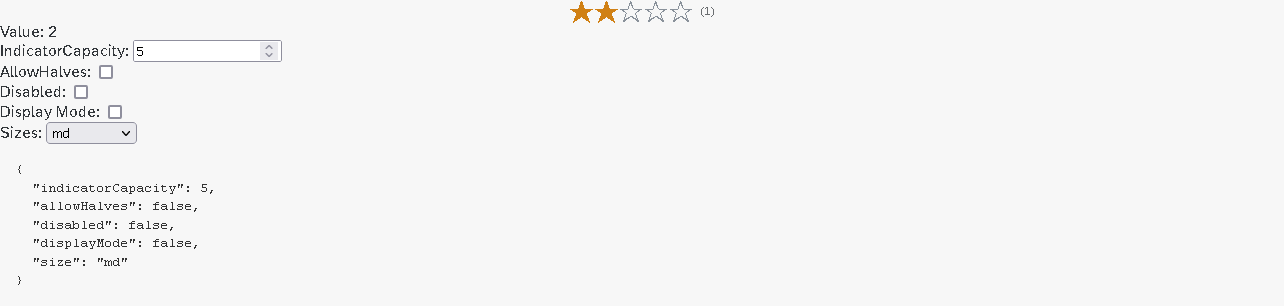 (1)
Value: 2
IndicatorCapacity: 5
AllowHalves:
Disabled:
Display Mode:
Sizes: md
{
  "indicatorCapacity": 5,
  "allowHalves": false,
  "disabled": false,
  "displayMode": false,
  "size": "md"
}